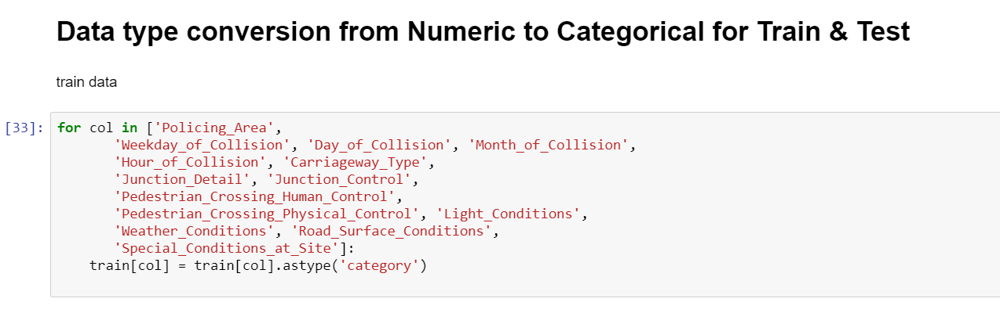 Data type conversion from Numeric to Categorical for Train & Test
train data
[33]: for col in ['Policing_Area',
'Weekday_of_Collision', 'Day_of_Collision', 'Month_of_Collision',
'Hour_of_Collision', 'Carriageway_Type',
'Junction_Detail', 'Junction_Control',
'Pedestrian_Crossing_Human_Control',
'Pedestrian_Crossing_Physical_Control', 'Light_Conditions',
'Weather_Conditions', 'Road_Surface_Conditions',
'Special_Conditions_at_Site']:
train[col] = train[col].astype('category')